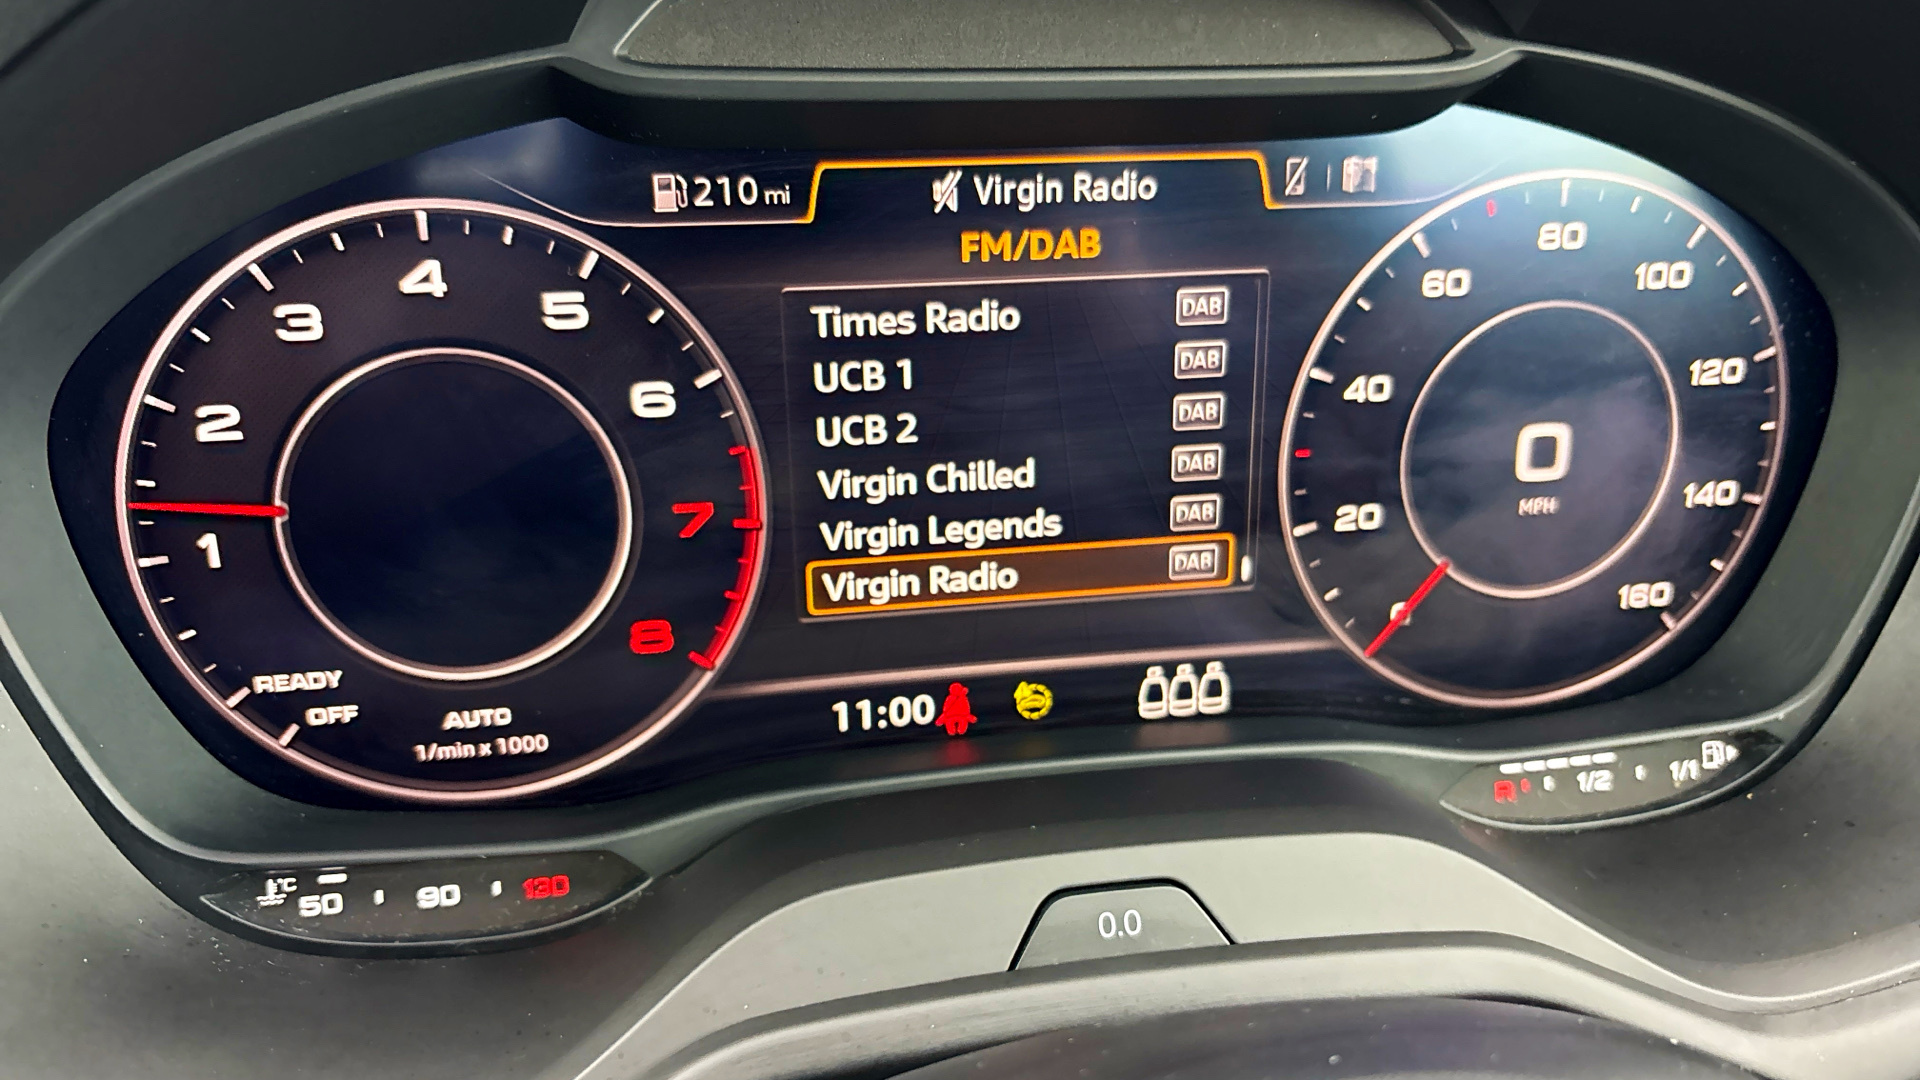 210 mi
Virgin Radio
FM/DAB
Times Radio DAB
UCB 1 DAB
UCB 2 DAB
Virgin Chilled DAB
Virgin Legends DAB
Virgin Radio DAB
1
2
3
4
5
6
7
8
READY
OFF
AUTO
1/min x 1000
20
40
60
80
100
120
140
160
0
MPH
11:00
°C 50 90 130
R 1/2 1/1
0.0